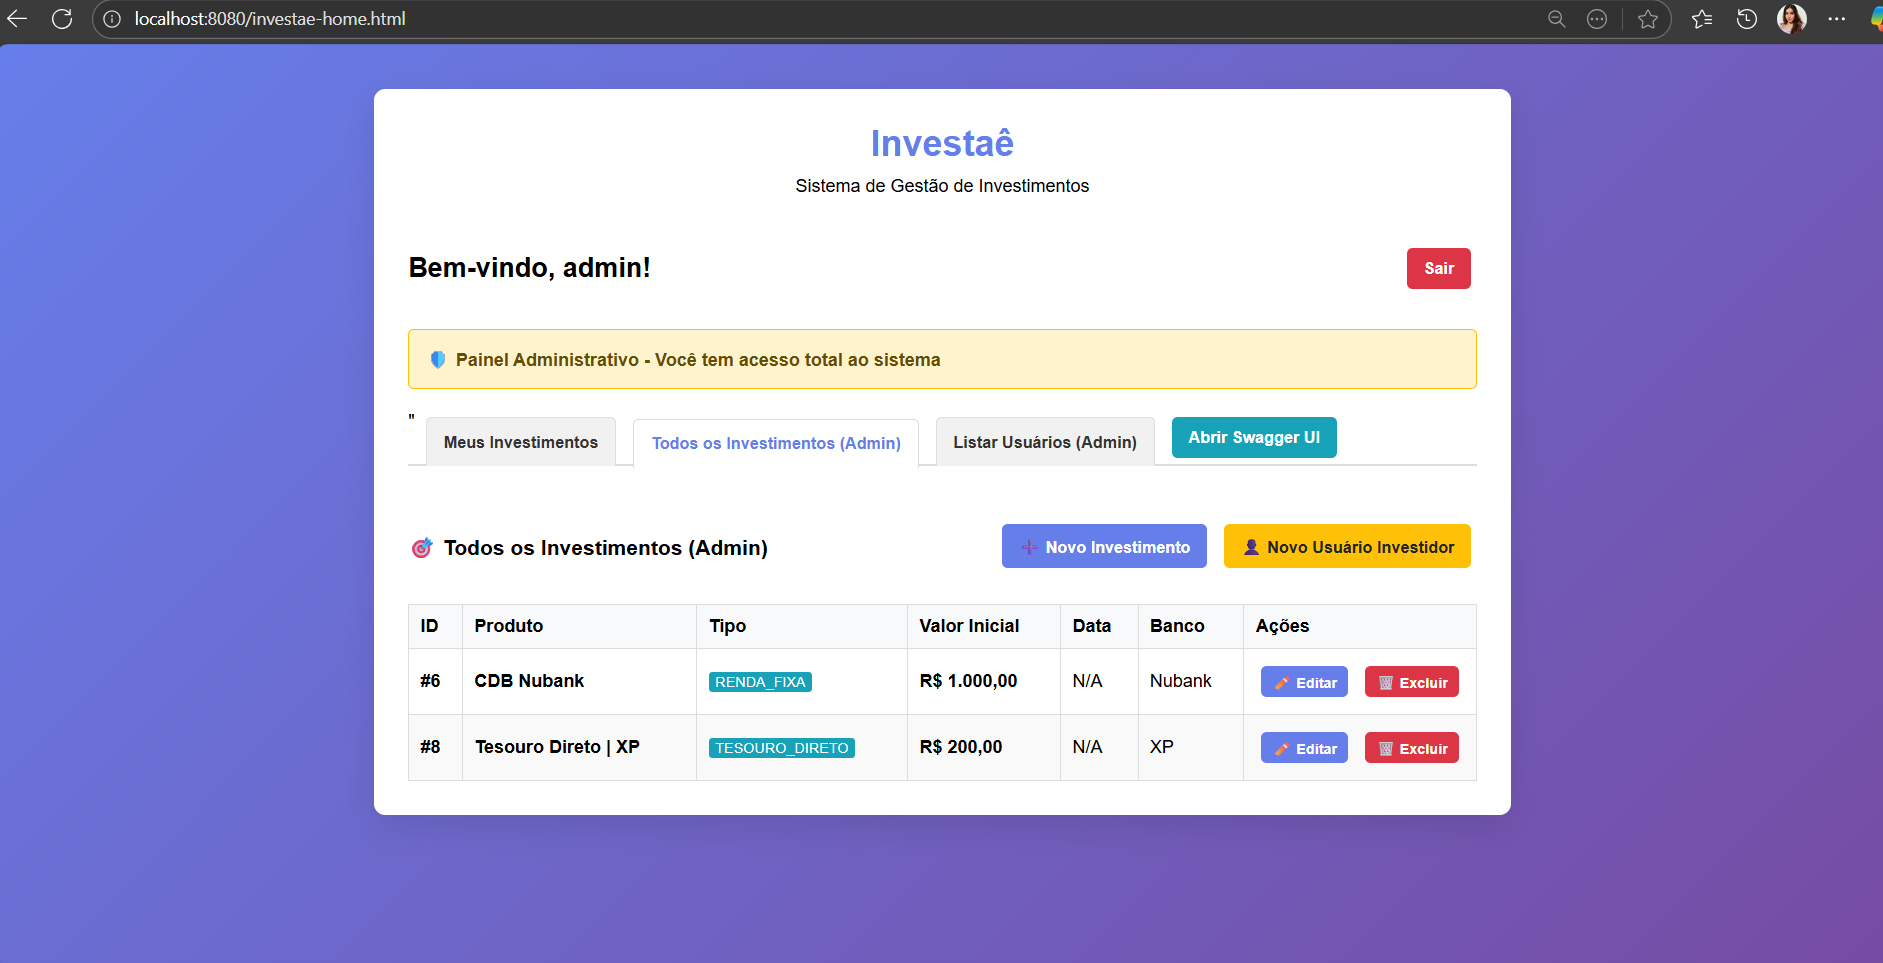 localhost:8080/investae-home.html
Investaê
Sistema de Gestão de Investimentos
Bem-vindo, admin!
Sair
Painel Administrativo - Você tem acesso total ao sistema
"
Meus Investimentos
Todos os Investimentos (Admin)
Listar Usuários (Admin)
Abrir Swagger UI
Todos os Investimentos (Admin)
Novo Investimento
Novo Usuário Investidor
ID Produto Tipo Valor Inicial Data Banco Ações
#6 CDB Nubank RENDA_FIXA R$ 1.000,00 N/A Nubank Editar Excluir
#8 Tesouro Direto | XP TESOURO_DIRETO R$ 200,00 N/A XP Editar Excluir